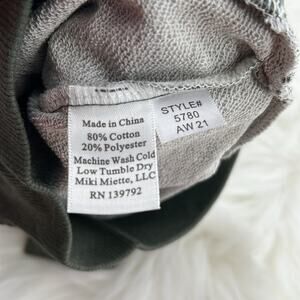 Made in China
80% Cotton
20% Polyester
Machine Wash Cold
Low Tumble Dry
Miki Miette, LLC
RN 139792
STYLE#
5780
AW 21